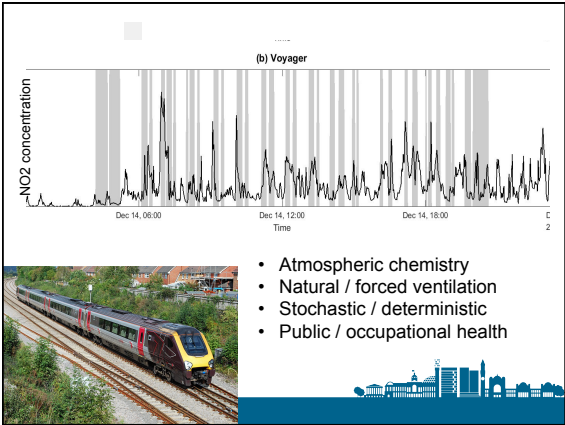 (b) Voyager
NO2 concentration
Dec 14, 06:00
Dec 14, 12:00
Dec 14, 18:00
D
2
Time
• Atmospheric chemistry
• Natural / forced ventilation
• Stochastic / deterministic
• Public / occupational health